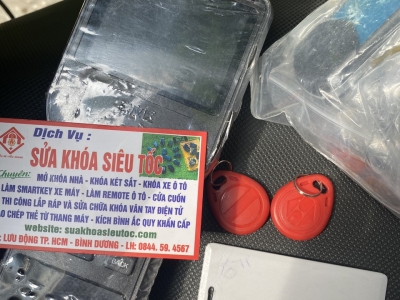 Dịch Vụ :
SỬA KHÓA SIÊU TỐC
Chuyên:
MỞ KHÓA NHÀ - KHÓA KÉT SẮT - KHÓA XE Ô TÔ
LÀM SMARTKEY XE MÁY - LÀM REMOTE Ô TÔ - CỬA CUỐN
THI CÔNG LẮP RÁP VÀ SỬA CHỮA KHÓA VÂN TAY ĐIỆN TỬ
CHÉP THẺ TỪ THANG MÁY - KÍCH BÌNH ẮC QUY KHẨN CẤP
website: suakhoasieutoc.com
LƯU ĐỘNG TP. HCM - BÌNH DƯƠNG - LH: 0844. 59. 4567